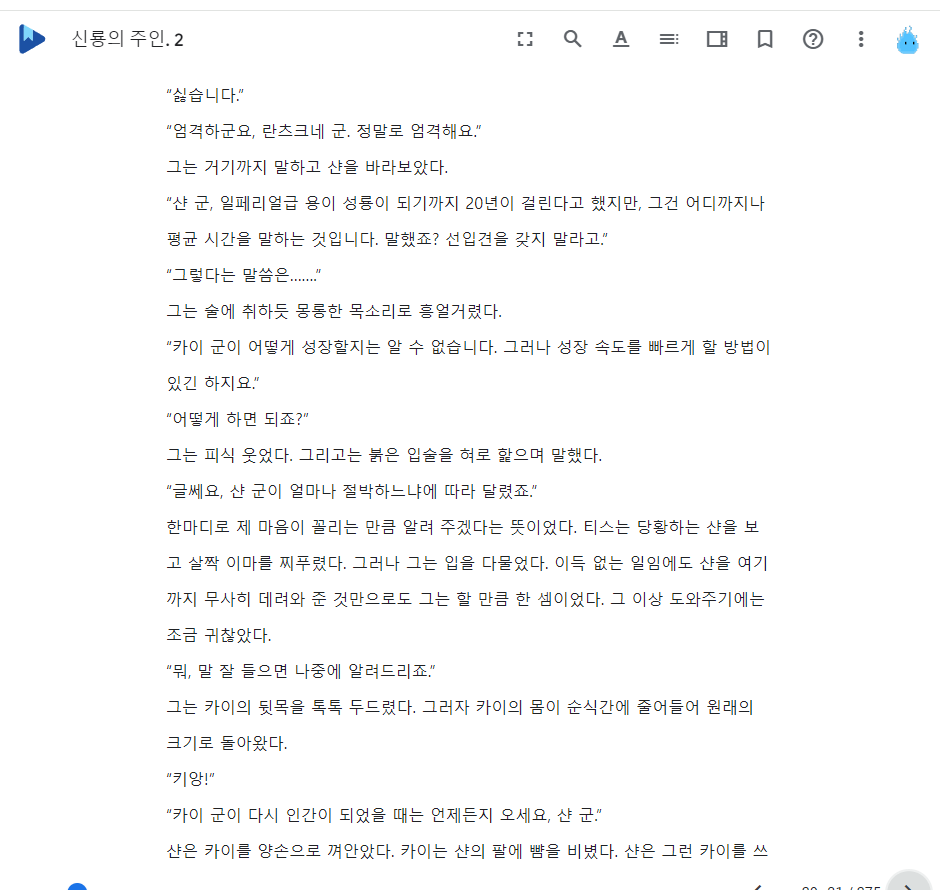 신룡의 주인. 2
“싫습니다.”
“엄격하군요, 란츠크네 군. 정말로 엄격해요.”
그는 거기까지 말하고 샨을 바라보았다.
“샨 군, 일페리얼급 용이 성룡이 되기까지 20년이 걸린다고 했지만, 그건 어디까지나
평균 시간을 말하는 것입니다. 말했죠? 선입견을 갖지 말라고.”
“그렇다는 말씀은…….”
그는 술에 취하듯 몽롱한 목소리로 흥얼거렸다.
“카이 군이 어떻게 성장할지는 알 수 없습니다. 그러나 성장 속도를 빠르게 할 방법이
있긴 하지요.”
“어떻게 하면 되죠?”
그는 피식 웃었다. 그리고는 붉은 입술을 혀로 핥으며 말했다.
“글쎄요, 샨 군이 얼마나 절박하느냐에 따라 달렸죠.”
한마디로 제 마음이 꼴리는 만큼 알려 주겠다는 뜻이었다. 티스는 당황하는 샨을 보
고 살짝 이마를 찌푸렸다. 그러나 그는 입을 다물었다. 이득 없는 일임에도 샨을 여기
까지 무사히 데려와 준 것만으로도 그는 할 만큼 한 셈이었다. 그 이상 도와주기에는
조금 귀찮았다.
“뭐, 말 잘 들으면 나중에 알려드리죠.”
그는 카이의 뒷목을 톡톡 두드렸다. 그러자 카이의 몸이 순식간에 줄어들어 원래의
크기로 돌아왔다.
“키앙!”
“카이 군이 다시 인간이 되었을 때는 언제든지 오세요, 샨 군.”
샨은 카이를 양손으로 껴안았다. 카이는 샨의 팔에 뺨을 비볐다. 샨은 그런 카이를 쓰